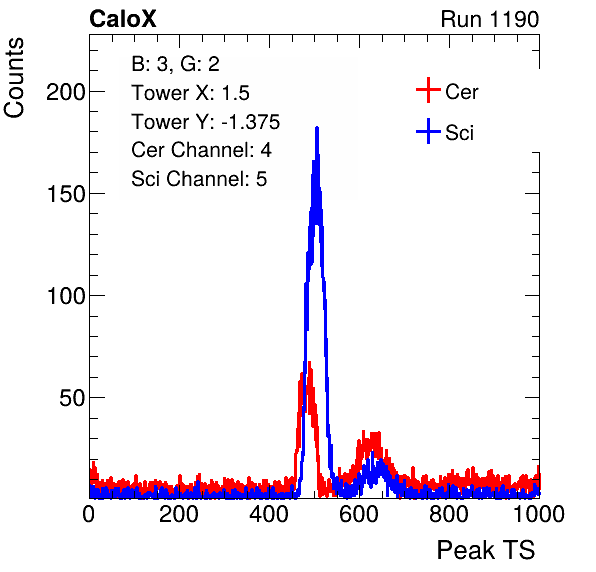 CaloX Run 1190
Counts
B: 3, G: 2
Tower X: 1.5
Tower Y: -1.375
Cer Channel: 4
Sci Channel: 5
Cer
Sci
200
150
100
50
0 200 400 600 800 1000
Peak TS